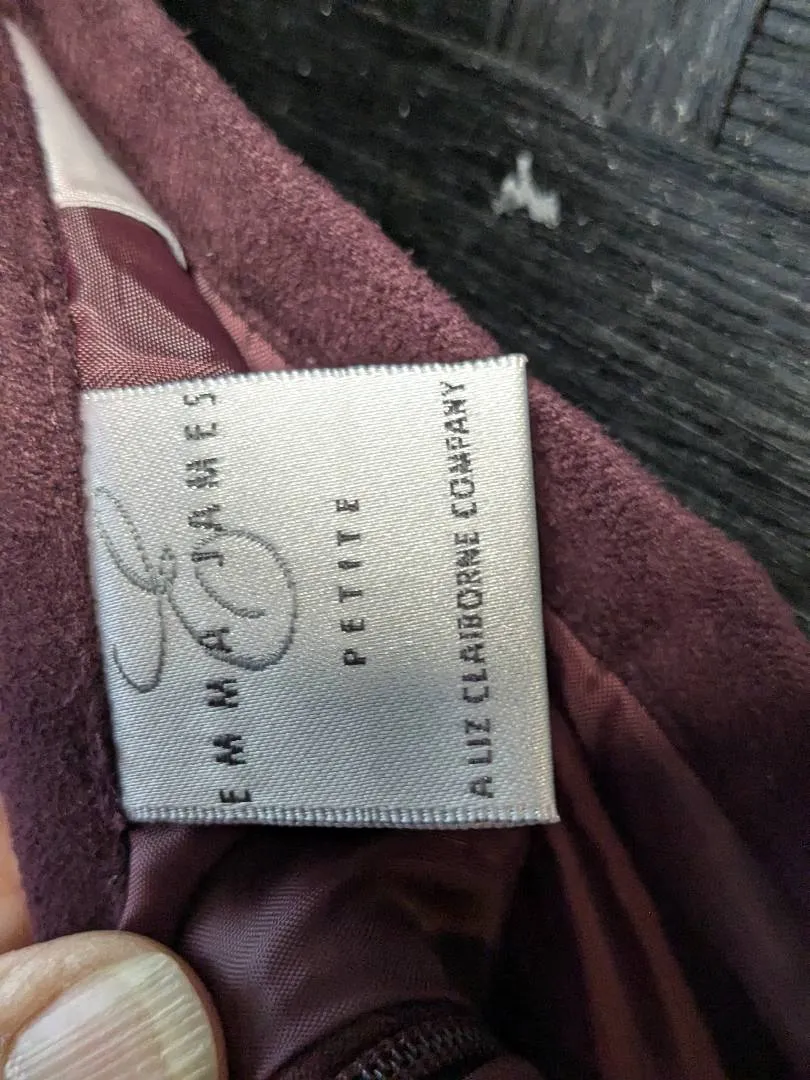 EMMA JAMES
PETITE
A LIZ CLAIBORNE COMPANY